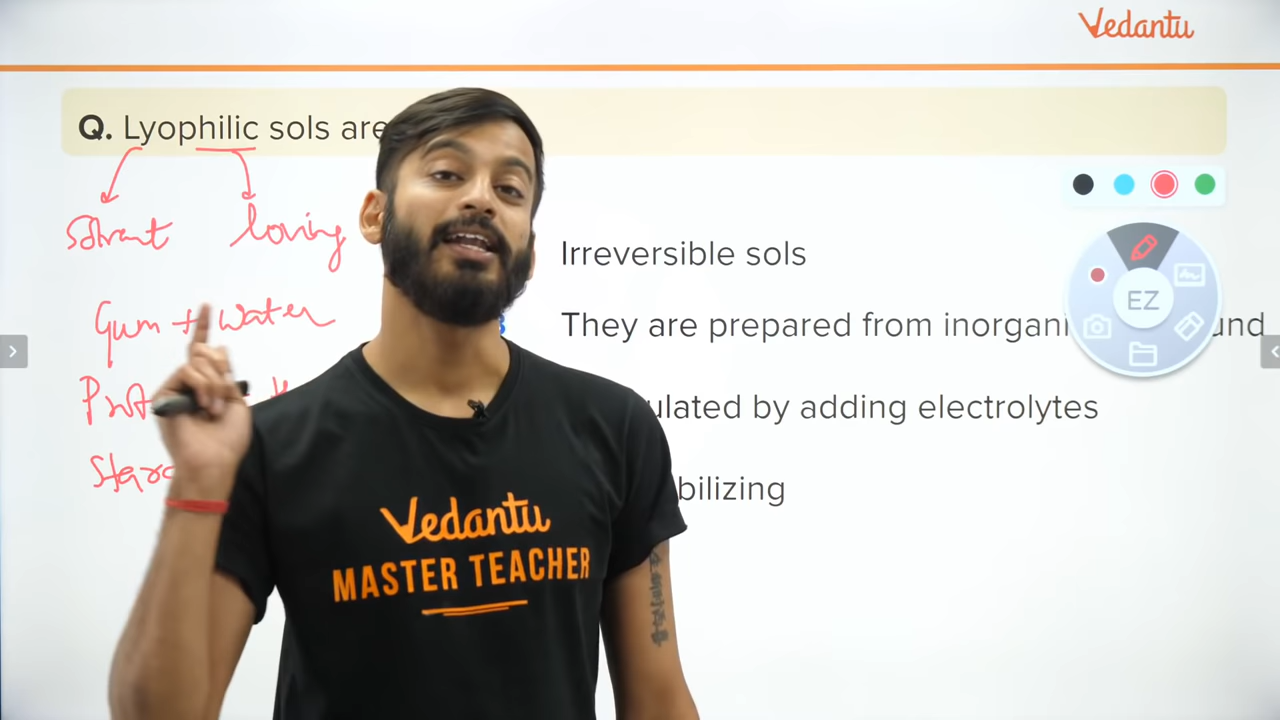 Vedantu
Q. Lyophilic sols are
solvent loving
Irreversible sols
Gum + water
They are prepared from inorgani und
ulated by adding electrolytes
Starc
bilizing
EZ
Vedantu
MASTER TEACHER